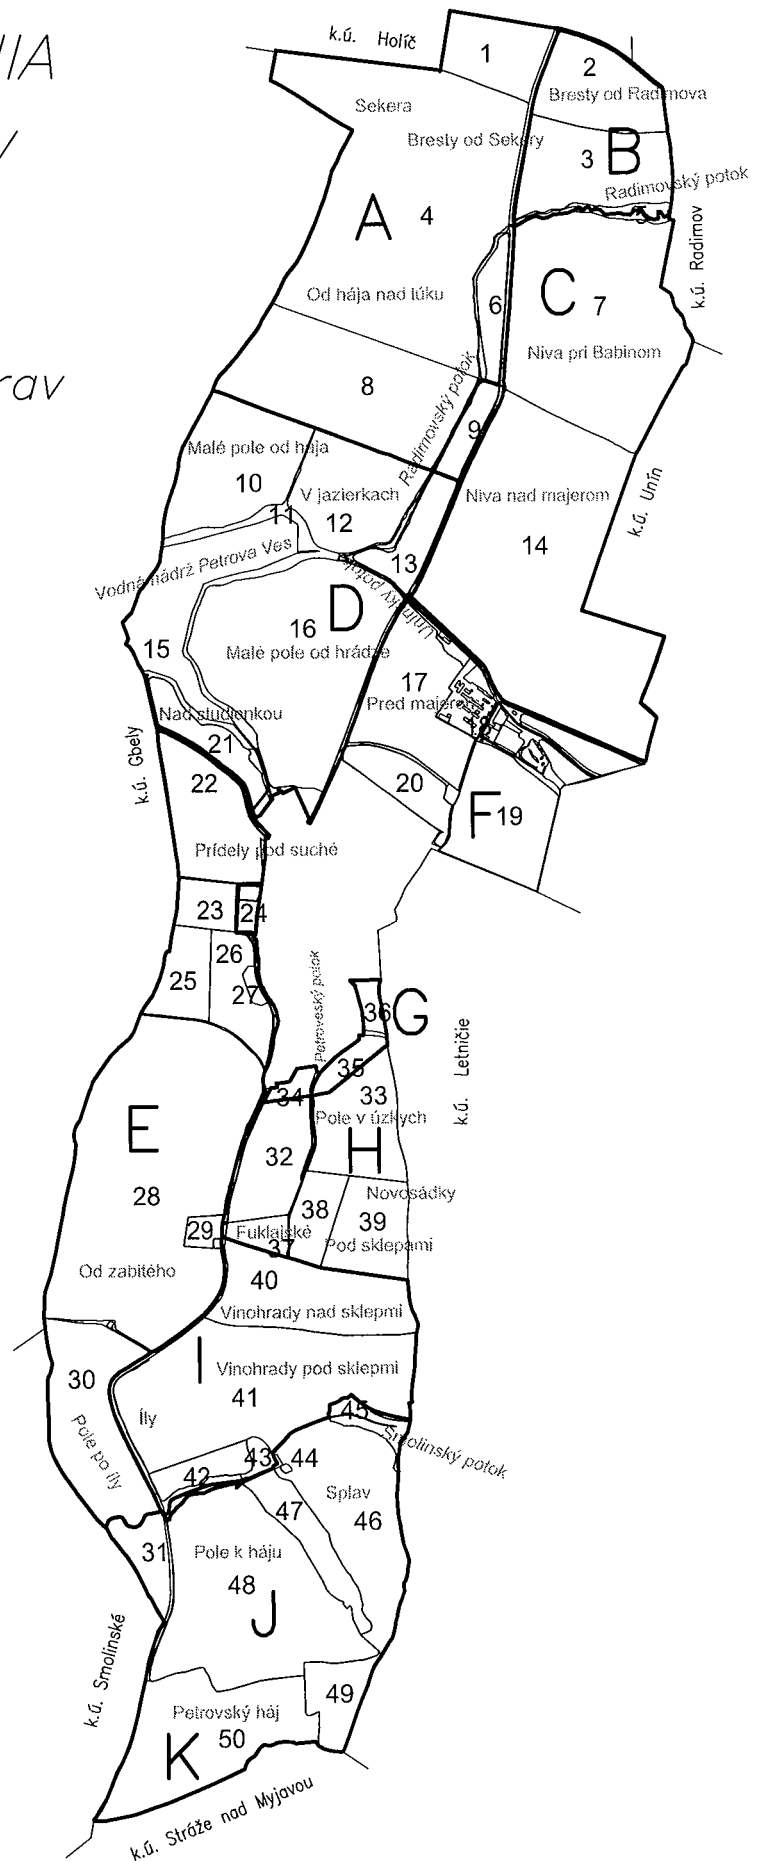 IIA
rav
k.ú. Holíč
1
2
Bresty od Radimova
Sekera
Bresty od Sekery
3
B
Radimovský potok
A
4
k.ú. Radimov
Od hája nad lúku
6
C
7
Niva pri Babinom
8
Radimovský potok
9
Malé pole od hája
10
V jazierkach
Niva nad majerom
k.ú. Unín
11
12
14
Vodná nádrž Petrova Ves
13
Unínsky potok
D
16
15
Malé pole od hrádze
17
Pred majerom
Nad studienkou
21
k.ú. Gbely
22
20
F
19
Prídely pod suché
23
24
26
25
27
Petroveský potok
36
G
35
k.ú. Letničie
34
33
Pole v úzkych
E
32
H
28
38
Novosádky
29
39
Fuklajské
37
Pod sklepami
Od zabitého
40
Vinohrady nad sklepmi
30
I
Vinohrady pod sklepmi
41
Íly
45
Pole po íly
Smolinský potok
43
44
42
Splav
47
46
31
Pole k háju
48
J
k.ú. Smolinské
49
Petrovský háj
50
K
k.ú. Stráže nad Myjavou